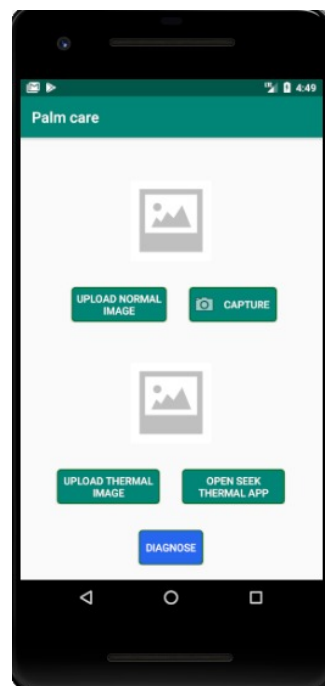 4:49
Palm care
UPLOAD NORMAL
IMAGE
CAPTURE
UPLOAD THERMAL
IMAGE
OPEN SEEK
THERMAL APP
DIAGNOSE